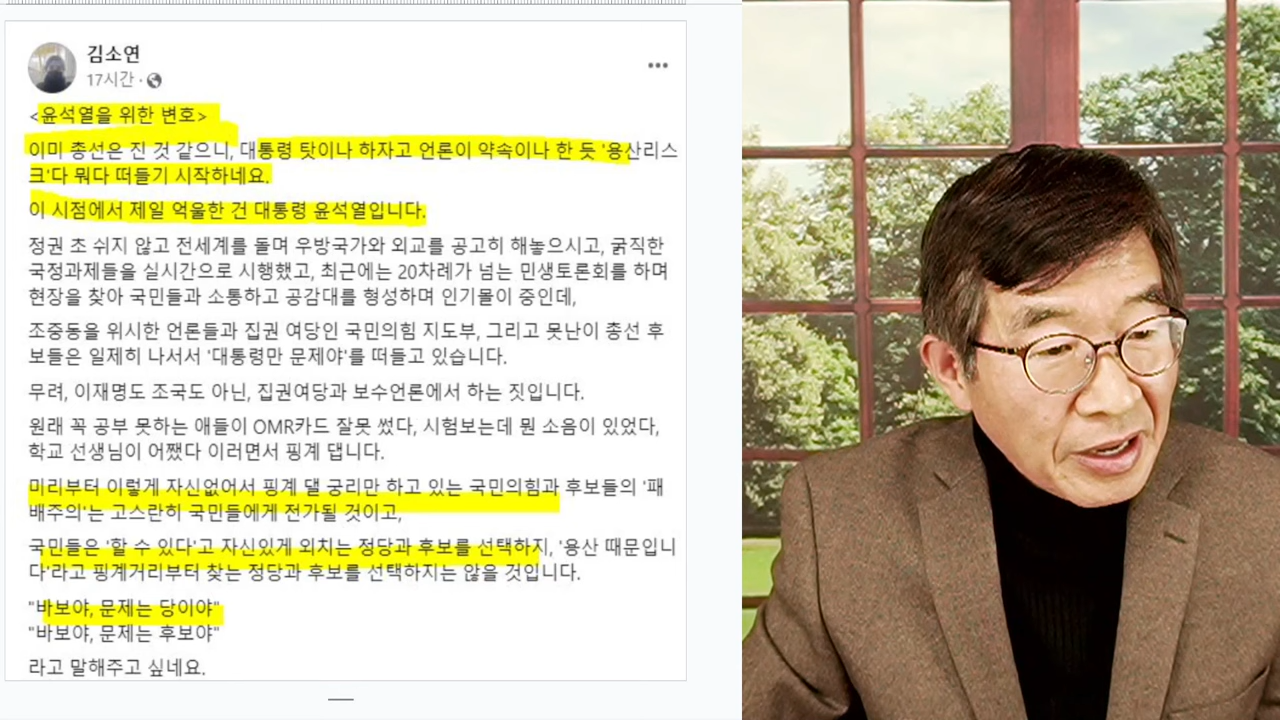 김소연
17시간 ·
<윤석열을 위한 변호>
이미 총선은 진 것 같으니, 대통령 탓이나 하자고 언론이 약속이나 한 듯 '용산리스
크'다 뭐다 떠들기 시작하네요.
이 시점에서 제일 억울한 건 대통령 윤석열입니다.
정권 초 쉬지 않고 전세계를 돌며 우방국가와 외교를 공고히 해놓으시고, 굵직한
국정과제들을 실시간으로 시행했고, 최근에는 20차례가 넘는 민생토론회를 하며
현장을 찾아 국민들과 소통하고 공감대를 형성하며 인기몰이 중인데,
조중동을 위시한 언론들과 집권 여당인 국민의힘 지도부, 그리고 못난이 총선 후
보들은 일제히 나서서 '대통령만 문제야'를 떠들고 있습니다.
무려, 이재명도 조국도 아닌, 집권여당과 보수언론에서 하는 짓입니다.
원래 꼭 공부 못하는 애들이 OMR카드 잘못 썼다, 시험보는데 뭔 소음이 있었다,
학교 선생님이 어쨌다 이러면서 핑계 댑니다.
미리부터 이렇게 자신없어서 핑계 댈 궁리만 하고 있는 국민의힘과 후보들의 '패
배주의'는 고스란히 국민들에게 전가될 것이고,
국민들은 '할 수 있다'고 자신있게 외치는 정당과 후보를 선택하지, '용산 때문입니
다'라고 핑계거리부터 찾는 정당과 후보를 선택하지는 않을 것입니다.
"바보야, 문제는 당이야"
"바보야, 문제는 후보야"
라고 말해주고 싶네요.